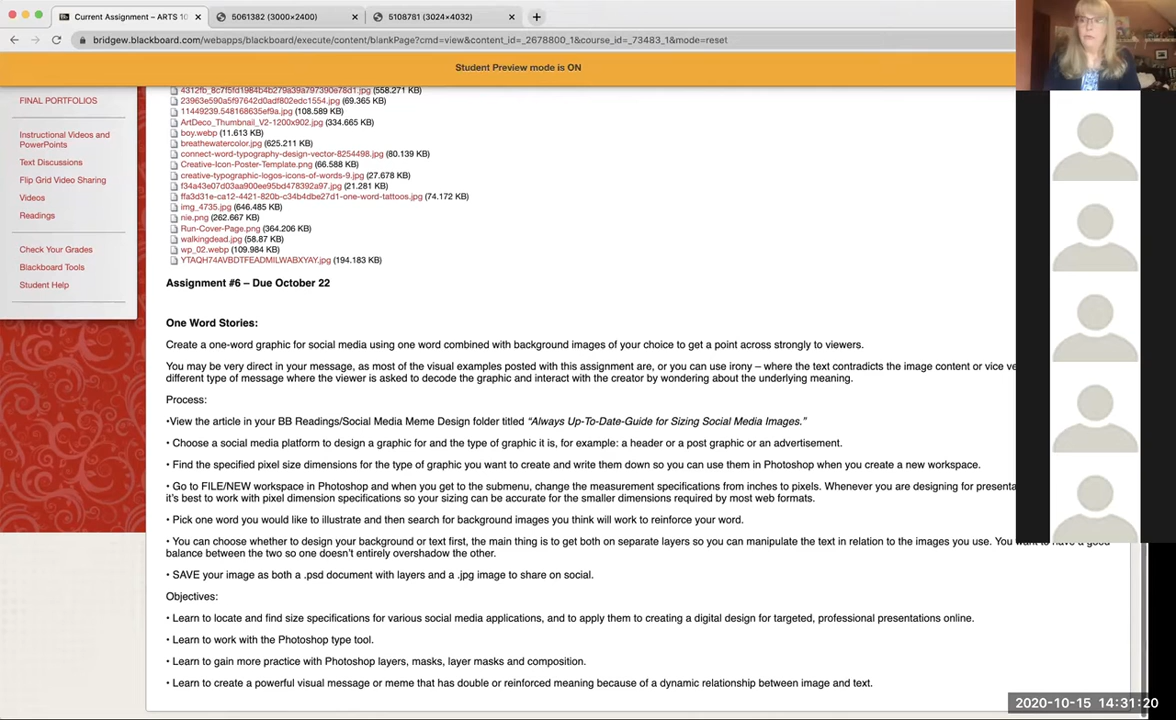 Current Assignment – ARTS 10
5061382 (3000×2400)
5108781 (3024×4032)
bridgew.blackboard.com/webapps/blackboard/execute/content/blankPage?cmd=view&content_id=_2678800_1&course_id=_73483_1&mode=reset
Student Preview mode is ON
FINAL PORTFOLIOS
Instructional Videos and
PowerPoints
Text Discussions
Flip Grid Video Sharing
Videos
Readings
Check Your Grades
Blackboard Tools
Student Help
4312fb_8c7f5fd1984b4b279a39a797390e78d1.jpg (558.271 KB)
23963e590a5f97642d0adf802edc1554.jpg (69.365 KB)
11449239.548168635ef9a.jpg (108.589 KB)
ArtDeco_Thumbnail_V2-1200x902.jpg (334.665 KB)
boy.webp (11.613 KB)
breathewatercolor.jpg (625.211 KB)
connect-word-typography-design-vector-8254498.jpg (80.139 KB)
Creative-Icon-Poster-Template.png (66.588 KB)
creative-typographic-logos-icons-of-words-9.jpg (27.678 KB)
f34a43e07d03aa900ee95bd478392a97.jpg (21.281 KB)
ffa3d31e-ca12-4421-820b-c34b4dbe27d1-one-word-tattoos.jpg (74.172 KB)
img_4735.jpg (646.485 KB)
nie.png (262.667 KB)
Run-Cover-Page.png (364.206 KB)
walkingdead.jpg (58.87 KB)
wp_02.webp (109.984 KB)
YTAQH74AVBDTFEADMILWABXYAY.jpg (194.183 KB)
Assignment #6 – Due October 22
One Word Stories:
Create a one-word graphic for social media using one word combined with background images of your choice to get a point across strongly to viewers.
You may be very direct in your message, as most of the visual examples posted with this assignment are, or you can use irony – where the text contradicts the image content or vice ve
different type of message where the viewer is asked to decode the graphic and interact with the creator by wondering about the underlying meaning.
Process:
•View the article in your BB Readings/Social Media Meme Design folder titled “Always Up-To-Date-Guide for Sizing Social Media Images.”
• Choose a social media platform to design a graphic for and the type of graphic it is, for example: a header or a post graphic or an advertisement.
• Find the specified pixel size dimensions for the type of graphic you want to create and write them down so you can use them in Photoshop when you create a new workspace.
• Go to FILE/NEW workspace in Photoshop and when you get to the submenu, change the measurement specifications from inches to pixels. Whenever you are designing for presenta
it's best to work with pixel dimension specifications so your sizing can be accurate for the smaller dimensions required by most web formats.
• Pick one word you would like to illustrate and then search for background images you think will work to reinforce your word.
• You can choose whether to design your background or text first, the main thing is to get both on separate layers so you can manipulate the text in relation to the images you use. You want to have a good
balance between the two so one doesn't entirely overshadow the other.
• SAVE your image as both a .psd document with layers and a .jpg image to share on social.
Objectives:
• Learn to locate and find size specifications for various social media applications, and to apply them to creating a digital design for targeted, professional presentations online.
• Learn to work with the Photoshop type tool.
• Learn to gain more practice with Photoshop layers, masks, layer masks and composition.
• Learn to create a powerful visual message or meme that has double or reinforced meaning because of a dynamic relationship between image and text.
2020-10-15 14:31:20